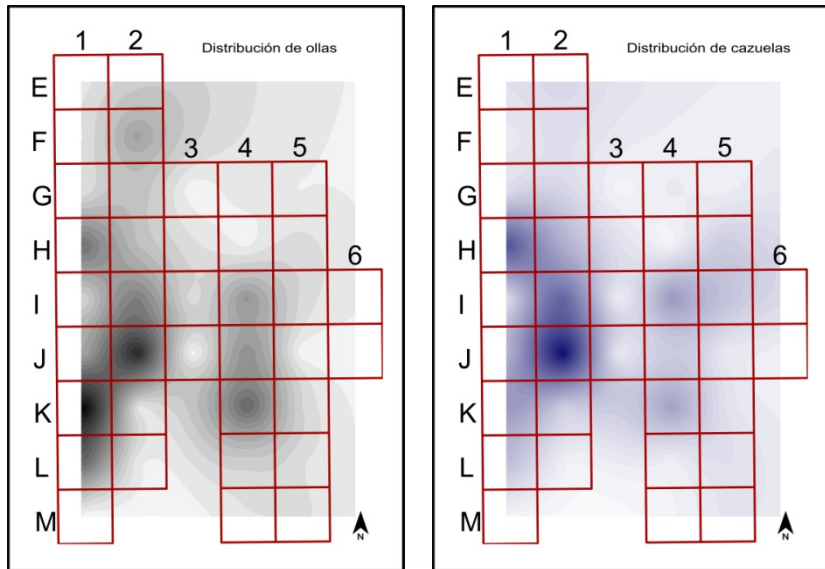 Distribución de ollas
1 2
E
F
3 4 5
G
H
6
I
J
K
L
M
N
Distribución de cazuelas
1 2
E
F
3 4 5
G
H
6
I
J
K
L
M
N